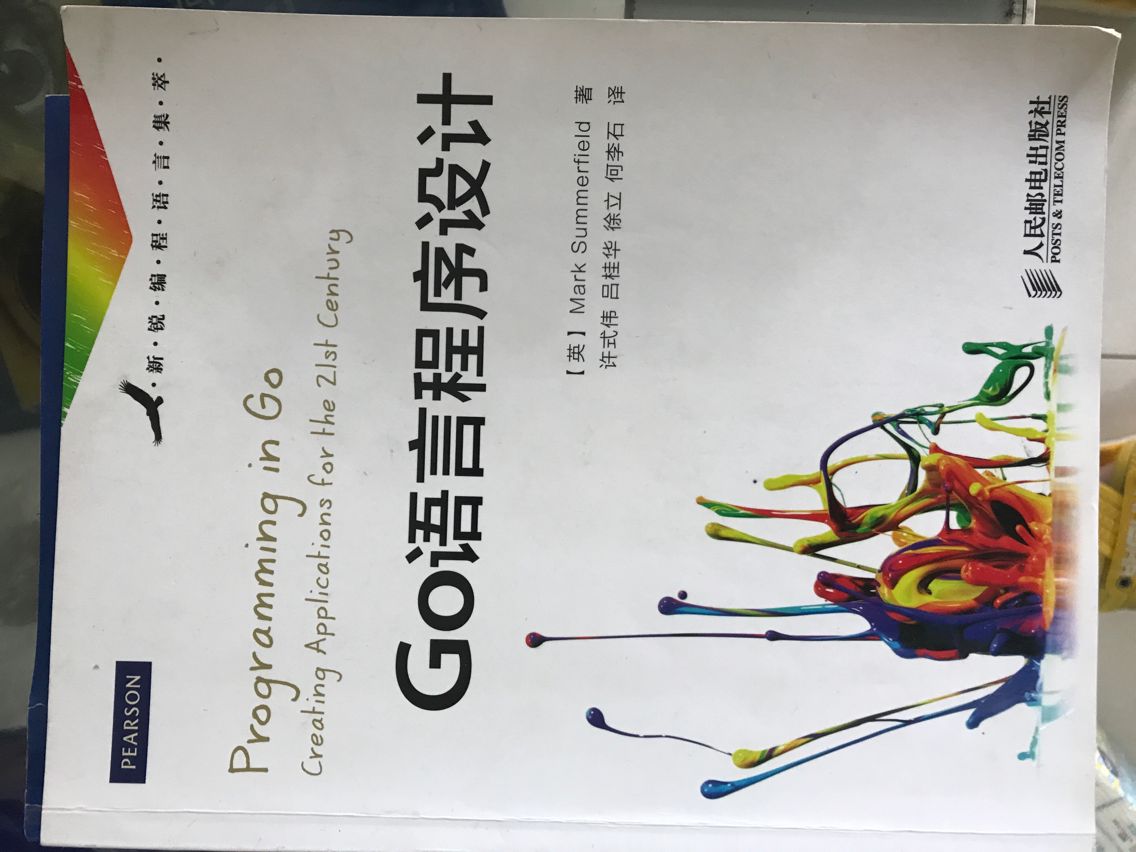 PEARSON
·新·锐·编·程·语·言·集·萃·
Programming in Go
Creating Applications for the 21st Century
Go语言程序设计
【英】Mark Summerfield 著
许式伟 吕桂华 徐立 何李石 译
人民邮电出版社
POSTS & TELECOM PRESS